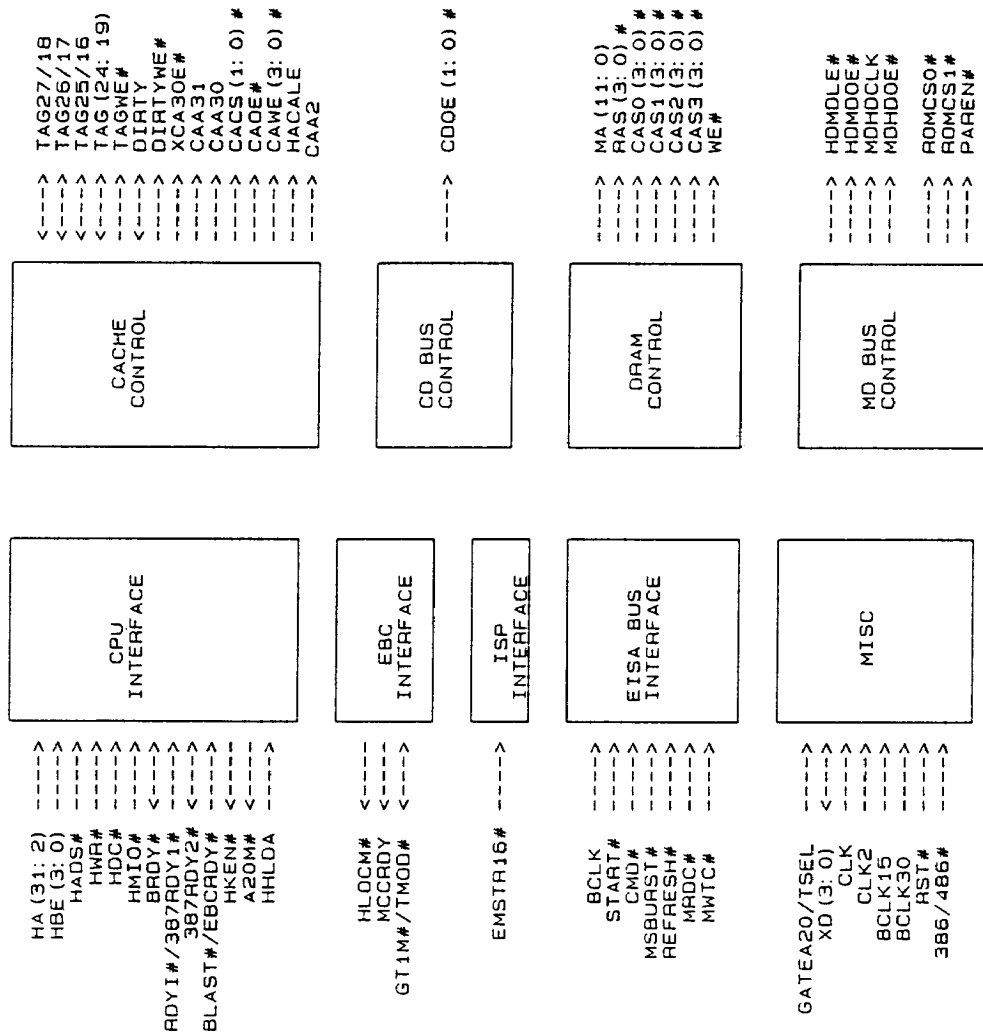 HA (31: 2)
HBE (3: 0)
HADS#
HWR#
HDC#
HMIO#
BRDY#
RDYI#/387RDY1#
387RDY2#
BLAST#/EBCRDY#
HKEN#
A20M#
HHLDA
CPU
INTERFACE
HLOCM#
MCCRDY
GT1M#/TMOD#
EBC
INTERFACE
EMSTR16#
ISP
INTERFACE
BCLK
START#
CMD#
MSBURST#
REFRESH#
MRDC#
MWTC#
EISA BUS
INTERFACE
GATEA20/TSEL
XD (3: 0)
CLK
CLK2
BCLK15
BCLK30
RST#
386/486#
MISC
CACHE
CONTROL
TAG27/18
TAG26/17
TAG25/16
TAG (24: 19)
TAGWE#
DIRTY
DIRTYWE#
XCA30E#
CAA31
CAA30
CACS (1: 0) #
CAOE#
CAWE (3: 0) #
HACALE
CAA2
CD BUS
CONTROL
CDOE (1: 0) #
DRAM
CONTROL
MA (11: 0)
RAS (3: 0) #
CAS0 (3: 0) #
CAS1 (3: 0) #
CAS2 (3: 0) #
CAS3 (3: 0) #
WE#
MD BUS
CONTROL
HDMDLE#
HDMDOE#
MDHDCLK
MDHDOE#
ROMCS0#
ROMCS1#
PAREN#